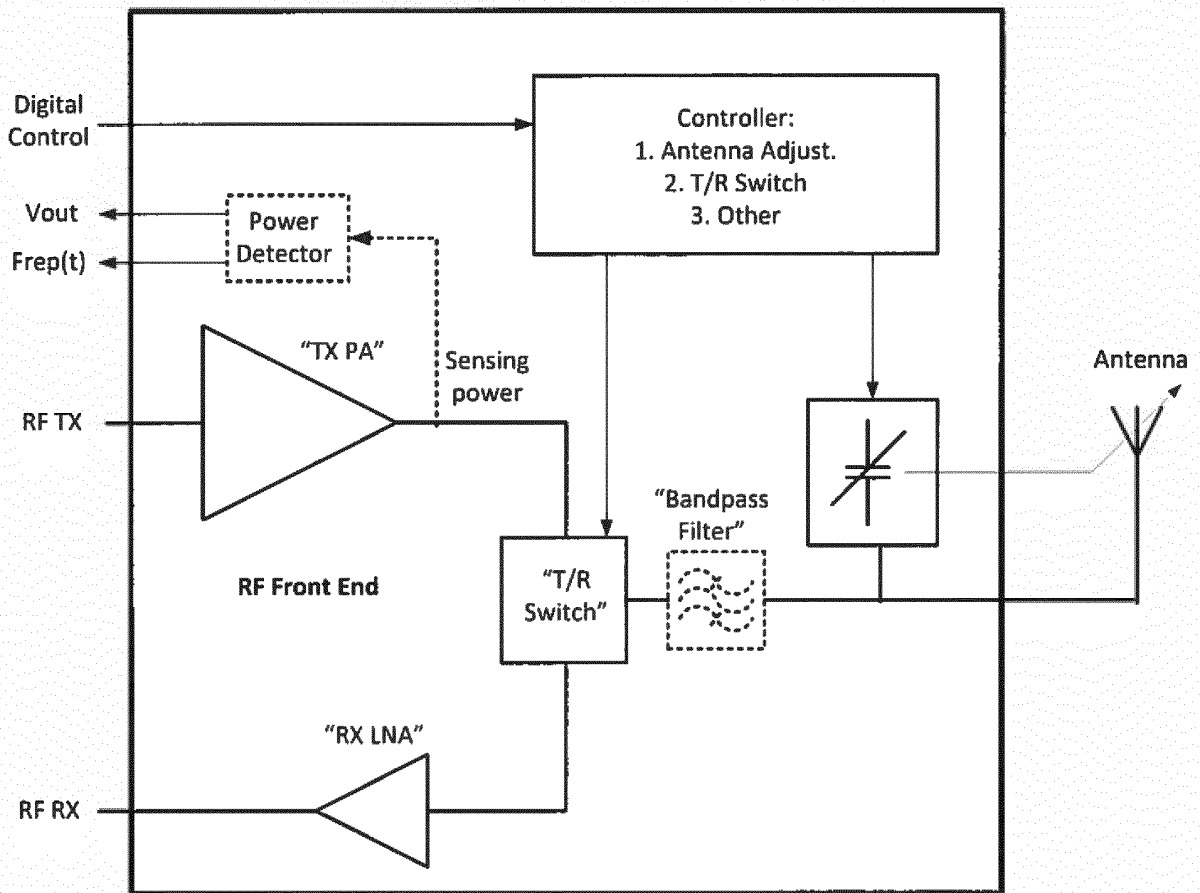 Digital
Control
Controller:
1. Antenna Adjust.
2. T/R Switch
3. Other
Vout
Frep(t)
Power
Detector
"TX PA"
Sensing
power
Antenna
RF TX
"Bandpass
Filter"
RF Front End
"T/R
Switch"
"RX LNA"
RF RX